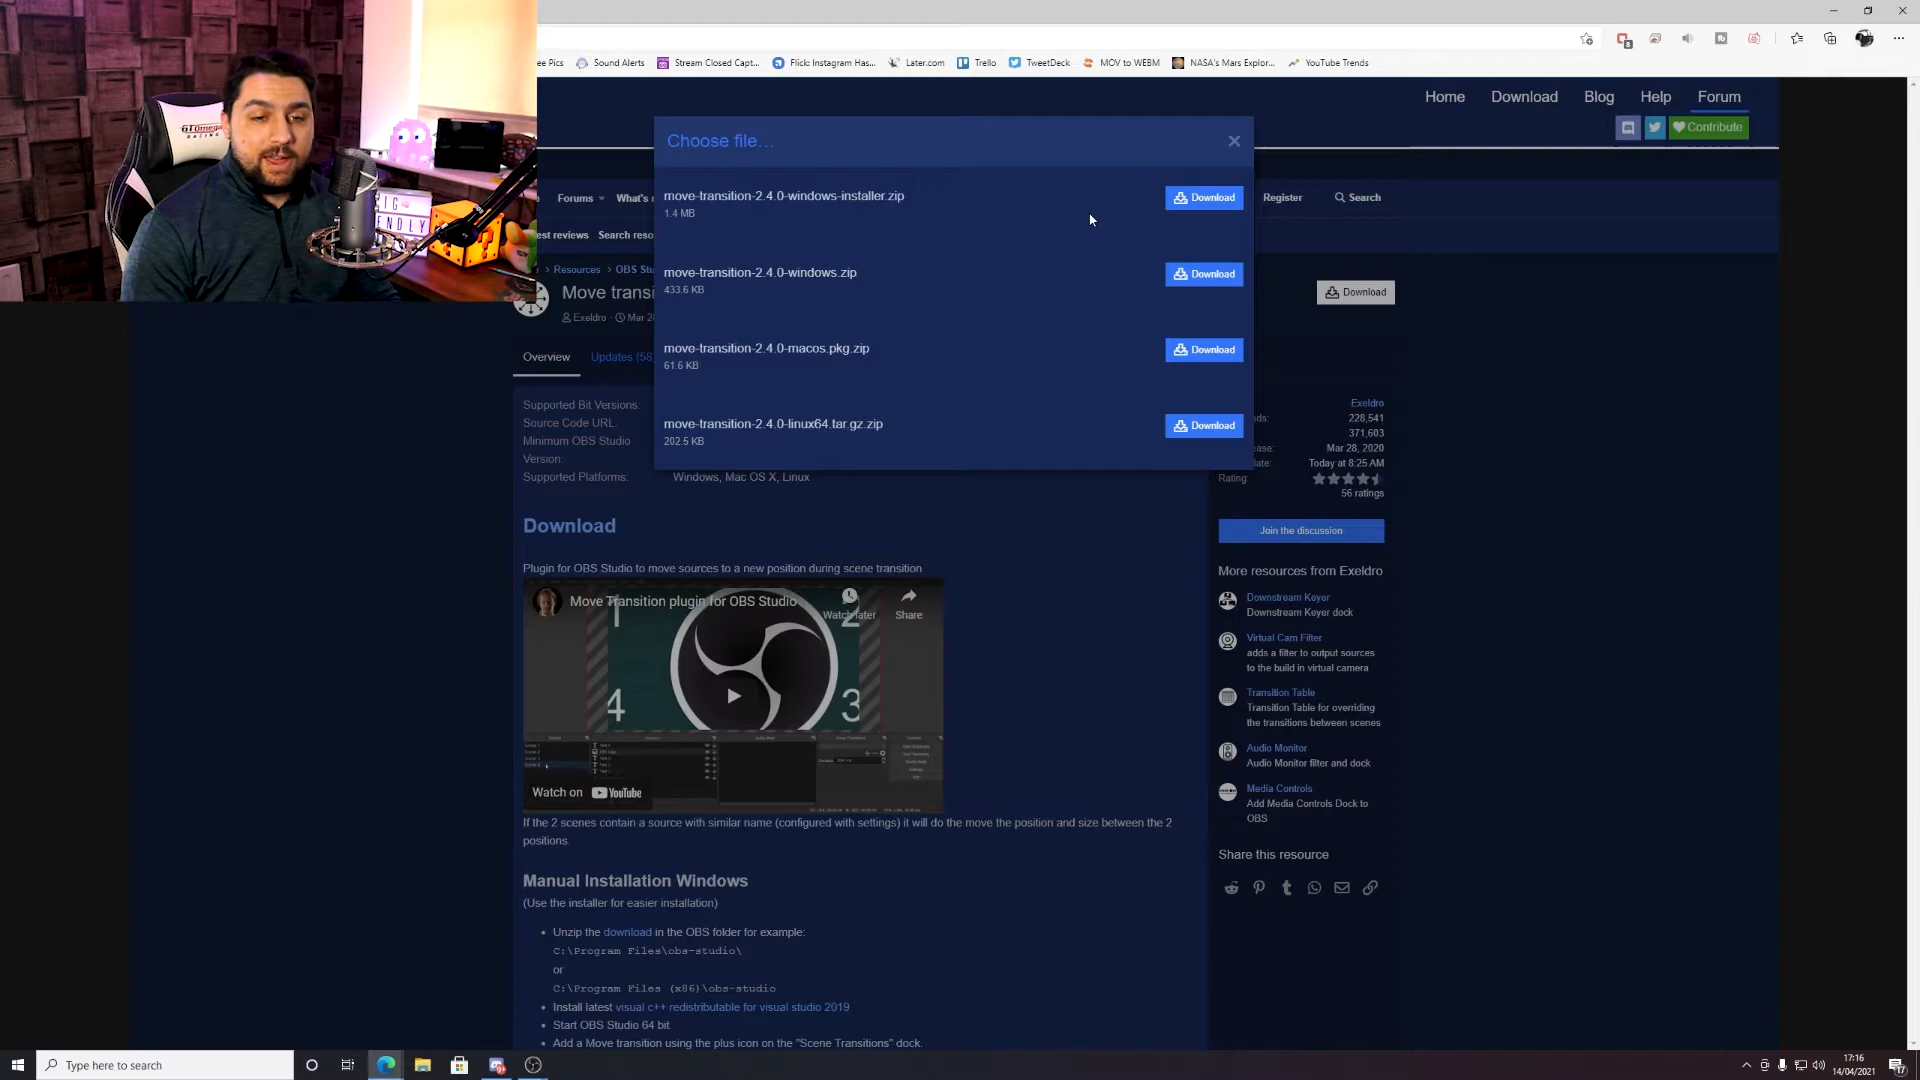 GTOmega
RACING
ee Pics
Sound Alerts
Stream Closed Capt...
Flick: Instagram Has...
Later.com
Trello
TweetDeck
MOV to WEBM
NASA's Mars Explor...
YouTube Trends
Home
Download
Blog
Help
Forum
Contribute
Choose file…
move-transition-2.4.0-windows-installer.zip
1.4 MB
Download
move-transition-2.4.0-windows.zip
433.6 KB
Download
move-transition-2.4.0-macos.pkg.zip
61.6 KB
Download
move-transition-2.4.0-linux64.tar.gz.zip
202.5 KB
Download
Forums
What's
Register
Search
est reviews
Search reso
Resources
OBS Stu
Move transi
Exeldro
Mar 2
Download
Overview
Updates (58
Supported Bit Versions:
Source Code URL:
Minimum OBS Studio
Version:
Supported Platforms:
Windows, Mac OS X, Linux
Exeldro
228,541
371,603
Mar 28, 2020
Today at 8:25 AM
Rating:
56 ratings
Join the discussion
Download
Plugin for OBS Studio to move sources to a new position during scene transition
Move Transition plugin for OBS Studio
Watch later
Share
1
2
4
3
Watch on YouTube
If the 2 scenes contain a source with similar name (configured with settings) it will do the move the position and size between the 2
positions.
Manual Installation Windows
(Use the installer for easier installation)
Unzip the download in the OBS folder for example:
C:\Program Files\obs-studio\
or
C:\Program Files (x86)\obs-studio
Install latest visual c++ redistributable for visual studio 2019
Start OBS Studio 64 bit
Add a Move transition using the plus icon on the "Scene Transitions" dock.
More resources from Exeldro
Downstream Keyer
Downstream Keyer dock
Virtual Cam Filter
adds a filter to output sources
to the build in virtual camera
Transition Table
Transition Table for overriding
the transitions between scenes
Audio Monitor
Audio Monitor filter and dock
Media Controls
Add Media Controls Dock to
OBS
Share this resource
Type here to search
17:16
14/04/2021